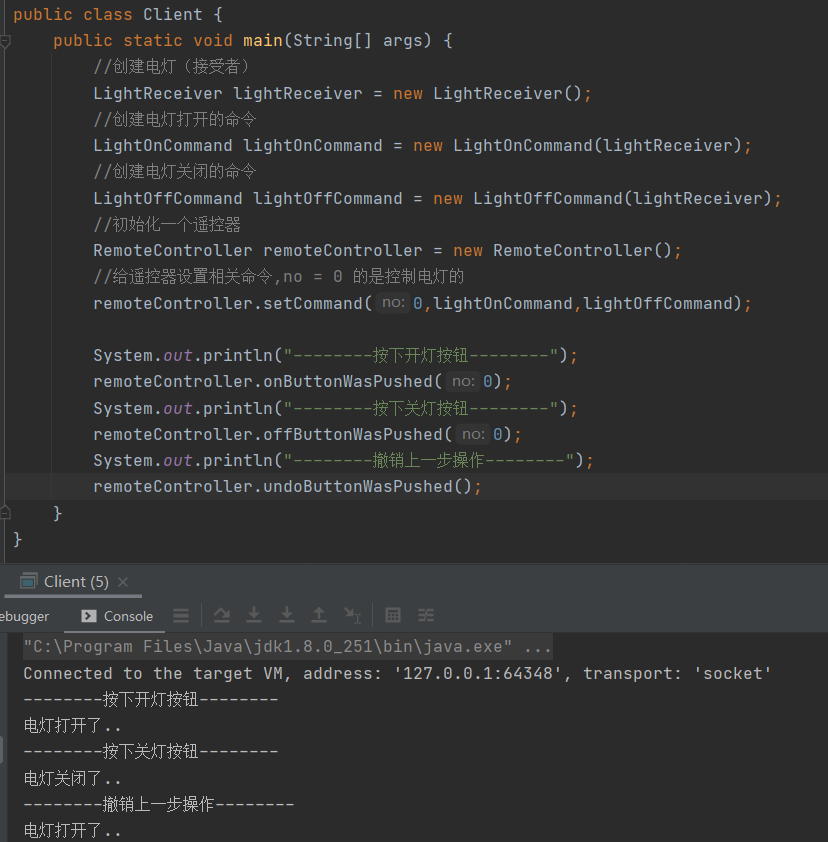 public class Client {
public static void main(String[] args) {
//创建电灯（接受者）
LightReceiver lightReceiver = new LightReceiver();
//创建电灯打开的命令
LightOnCommand lightOnCommand = new LightOnCommand(lightReceiver);
//创建电灯关闭的命令
LightOffCommand lightOffCommand = new LightOffCommand(lightReceiver);
//初始化一个遥控器
RemoteController remoteController = new RemoteController();
//给遥控器设置相关命令,no = 0 的是控制电灯的
remoteController.setCommand( no: 0,lightOnCommand,lightOffCommand);
System.out.println("--------按下开灯按钮--------");
remoteController.onButtonWasPushed( no: 0);
System.out.println("--------按下关灯按钮--------");
remoteController.offButtonWasPushed( no: 0);
System.out.println("--------撤销上一步操作--------");
remoteController.undoButtonWasPushed();
}
}
Client (5)
ebugger Console
"C:\Program Files\Java\jdk1.8.0_251\bin\java.exe" ...
Connected to the target VM, address: '127.0.0.1:64348', transport: 'socket'
--------按下开灯按钮--------
电灯打开了..
--------按下关灯按钮--------
电灯关闭了..
--------撤销上一步操作--------
电灯打开了..